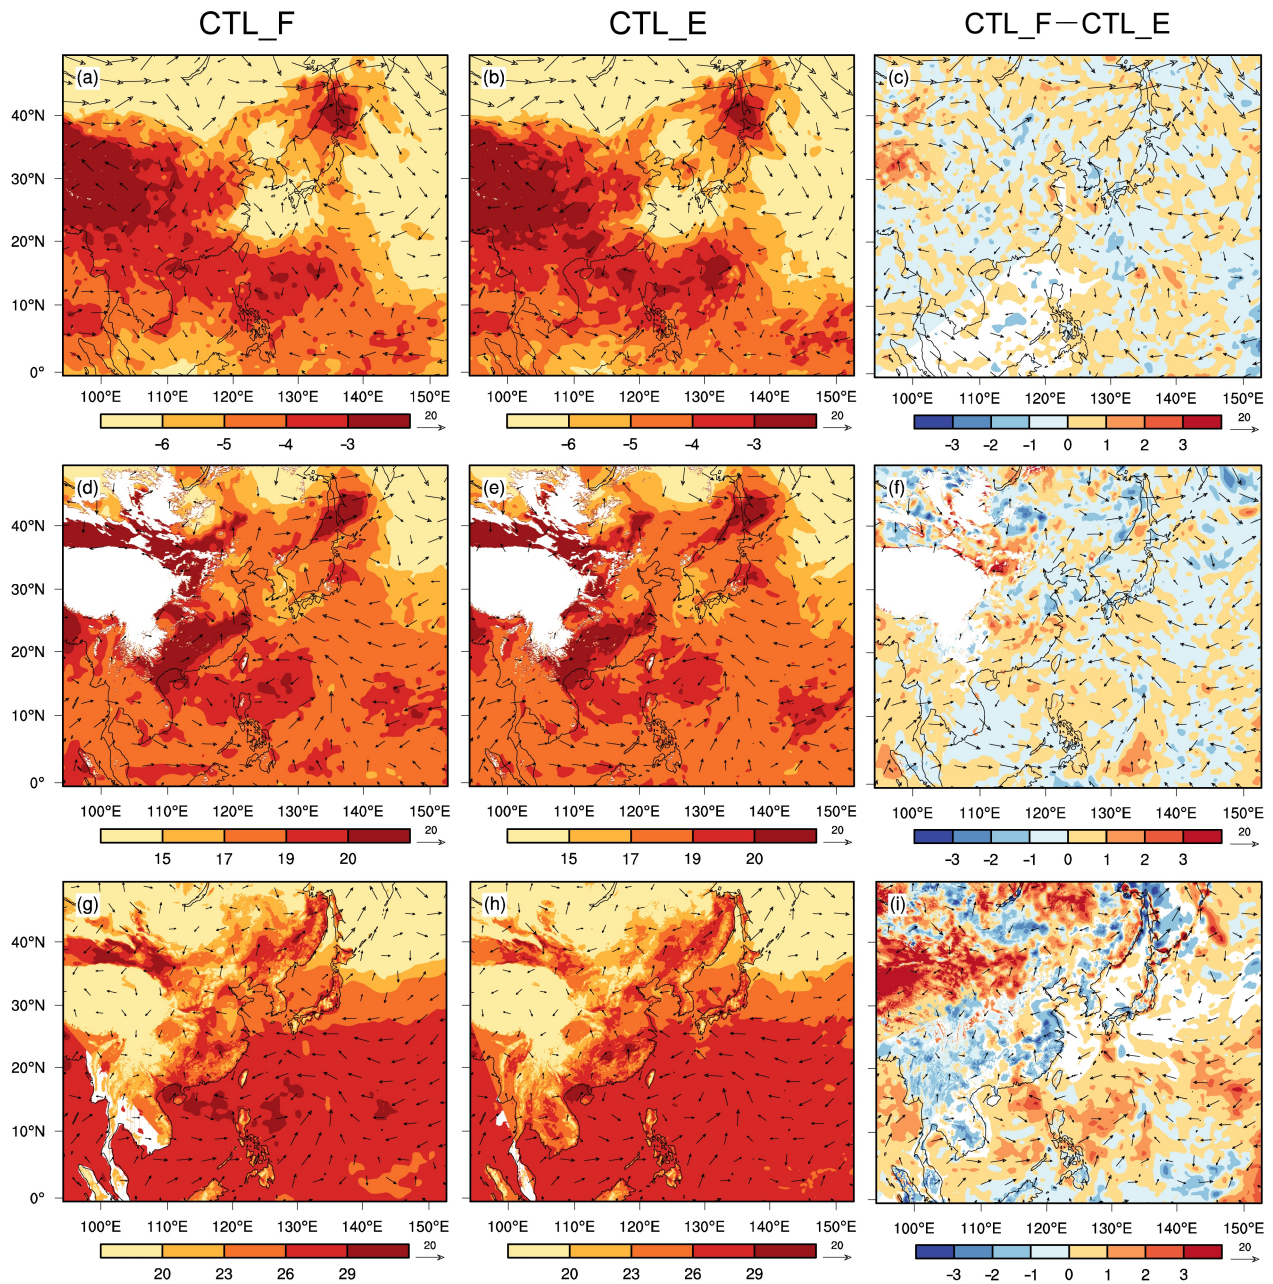 CTL_F CTL_E CTL_F—CTL_E
(a) (b) (c)
40°N
30°N
20°N
10°N
0°
100°E 110°E 120°E 130°E 140°E 150°E 100°E 110°E 120°E 130°E 140°E 150°E 100°E 110°E 120°E 130°E 140°E 150°E
20 20 20
-6 -5 -4 -3 -6 -5 -4 -3 -3 -2 -1 0 1 2 3
(d) (e) (f)
40°N
30°N
20°N
10°N
0°
100°E 110°E 120°E 130°E 140°E 150°E 100°E 110°E 120°E 130°E 140°E 150°E 100°E 110°E 120°E 130°E 140°E 150°E
20 20 20
15 17 19 20 15 17 19 20 -3 -2 -1 0 1 2 3
(g) (h) (i)
40°N
30°N
20°N
10°N
0°
100°E 110°E 120°E 130°E 140°E 150°E 100°E 110°E 120°E 130°E 140°E 150°E 100°E 110°E 120°E 130°E 140°E 150°E
20 20 20
20 23 26 29 20 23 26 29 -3 -2 -1 0 1 2 3